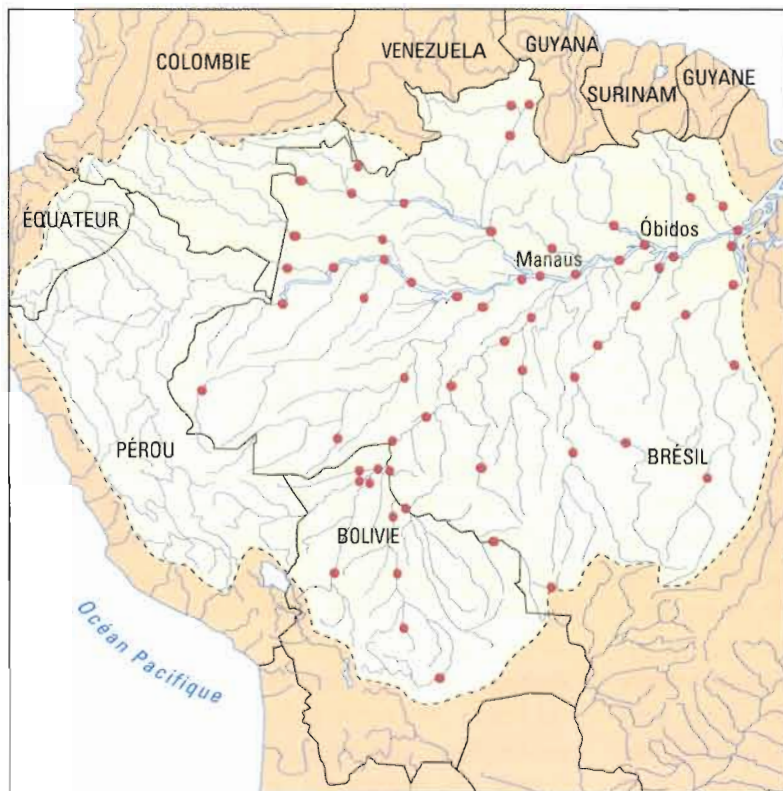 COLOMBIE
VENEZUELA
GUYANA
SURINAM
GUYANE
ÉQUATEUR
Óbidos
Manaus
PÉROU
BRÉSIL
BOLIVIE
Océan Pacifique